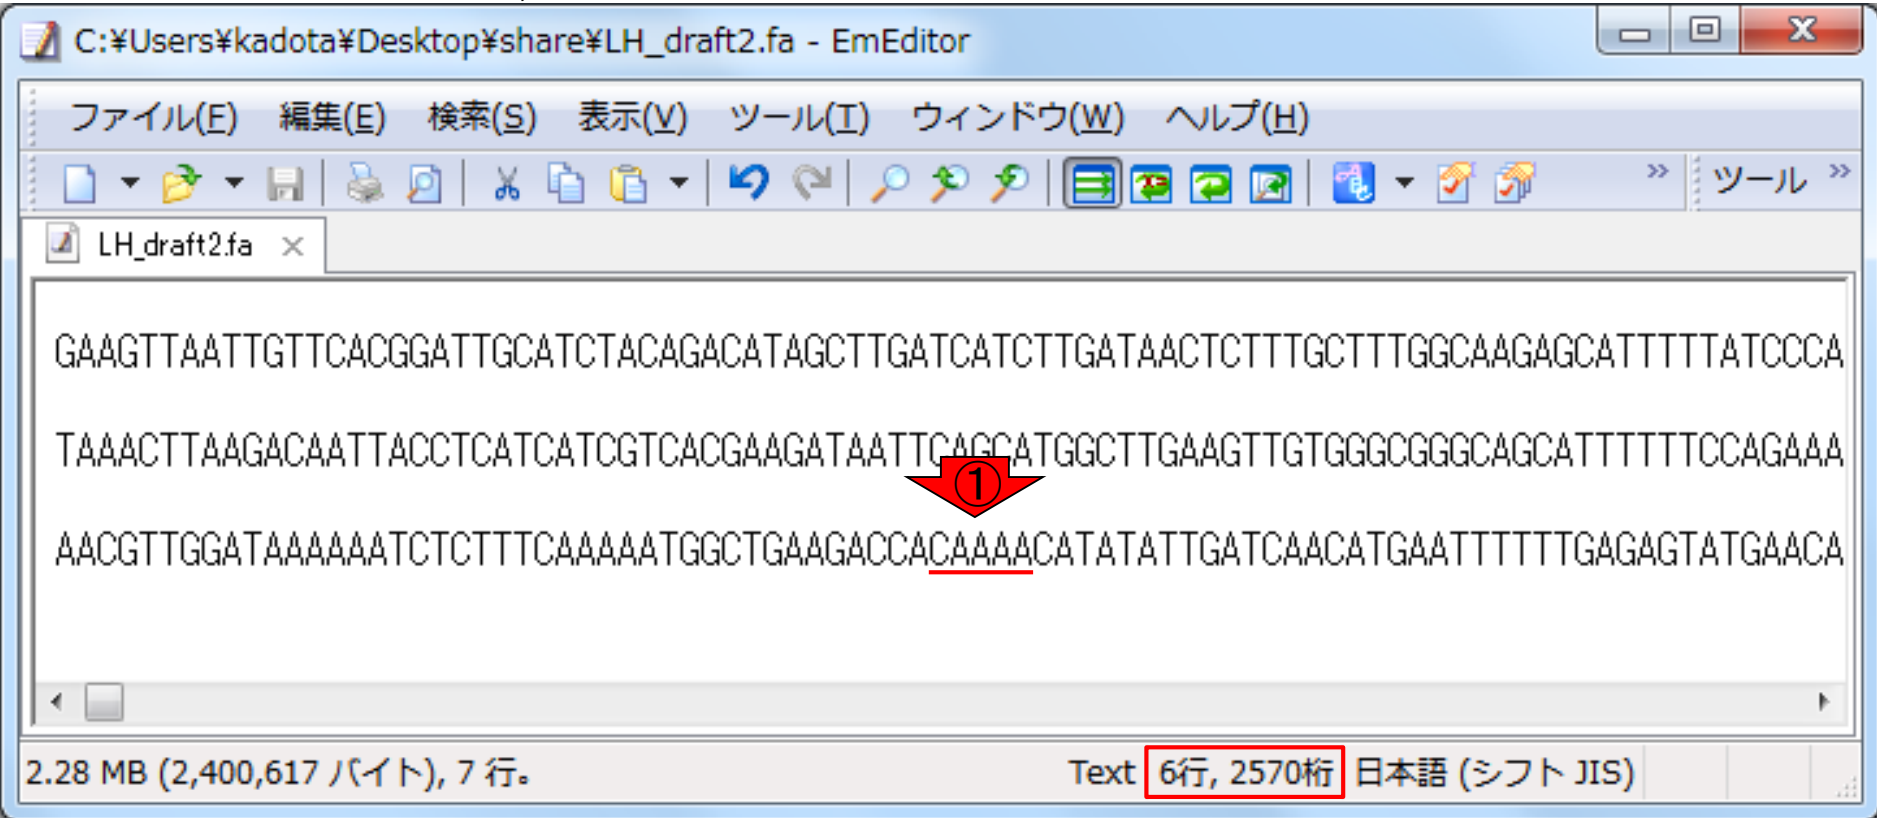 C:¥Users¥kadota¥Desktop¥share¥LH_draft2.fa - EmEditor
ファイル(F) 編集(E) 検索(S) 表示(V) ツール(T) ウィンドウ(W) ヘルプ(H)
ツール
LH_draft2.fa
GAAGTTAATTGTTCACGGATTGCATCTACAGACATAGCTTGATCATCTTGATAACTCTTTGCTTTGGCAAGAGCATTTTTATCCCA
TAAACTTAAGACAATTACCTCATCATCGTCACGAAGATAATTCAGCATGGCTTGAAGTTGTGGGCGGGCAGCATTTTTTCCAGAAA
①
AACGTTGGATAAAAAATCTCTTTCAAAAATGGCTGAAGACCACAAAACATATATTGATCAACATGAATTTTTTGAGAGTATGAACA
2.28 MB (2,400,617 バイト), 7 行。 Text 6行, 2570桁 日本語 (シフト JIS)